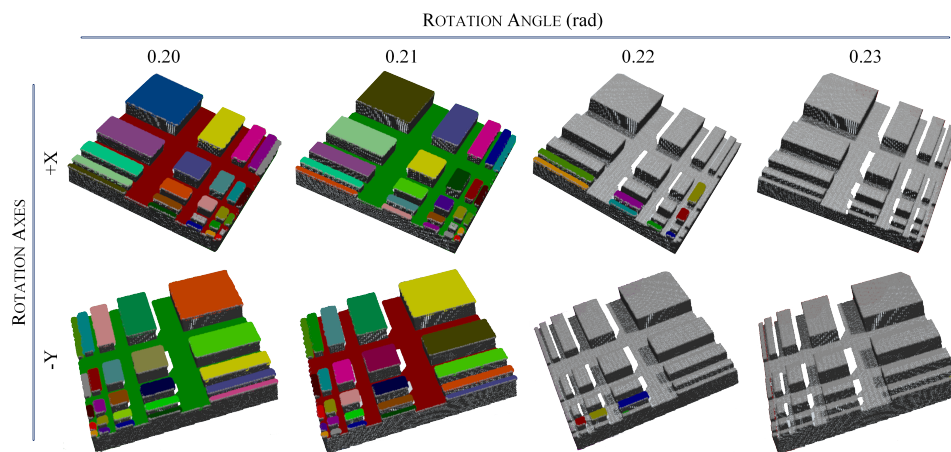 ROTATION ANGLE (rad)
0.20 0.21 0.22 0.23
ROTATION AXES
+X
-Y